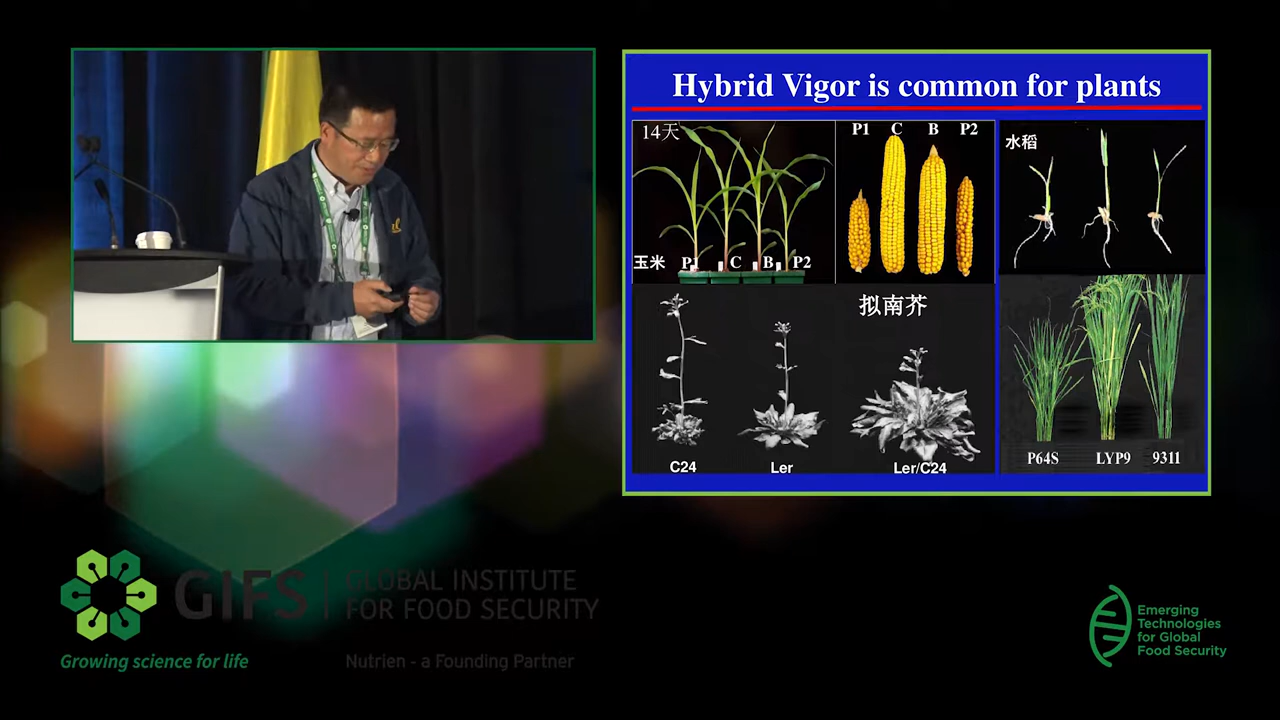 Hybrid Vigor is common for plants
14天
P1 C B P2
水稻
玉米 P1 C B P2
拟南芥
C24 Ler Ler/C24
P64S LYP9 9311
GIFS
GLOBAL INSTITUTE
FOR FOOD SECURITY
Growing science for life
Nutrien - a Founding Partner
Emerging
Technologies
for Global
Food Security